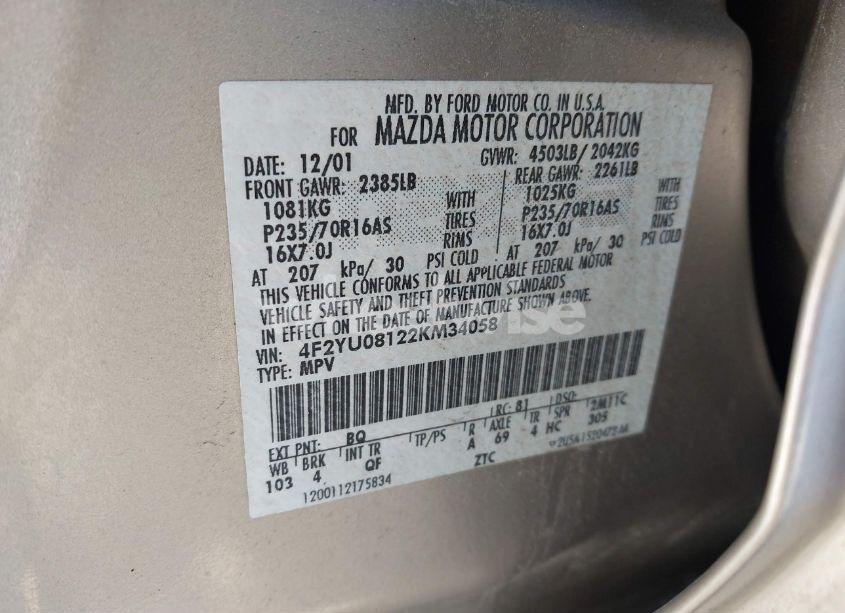 MFD. BY FORD MOTOR CO. IN U.S.A.
FOR MAZDA MOTOR CORPORATION
DATE: 12/01 GVWR: 4503LB/ 2042KG
FRONT GAWR: 2385LB REAR GAWR: 2261LB
1081KG WITH 1025KG WITH
P235/70R16AS TIRES P235/70R16AS TIRES
16X7.0J RIMS 16X7.0J RIMS
AT 207 kPa/ 30 PSI COLD AT 207 kPa/ 30 PSI COLD
THIS VEHICLE CONFORMS TO ALL APPLICABLE FEDERAL MOTOR
VEHICLE SAFETY AND THEFT PREVENTION STANDARDS
IN EFFECT ON THE DATE OF MANUFACTURE SHOWN ABOVE.
VIN: 4F2YU08122KM34058
TYPE: MPV
EXT PNT: BQ RC: 81 DSO:
WB BRK INT TR TP/PS R AXLE TR SPR 2M11C
103 4 QF A 69 4 HC 305
1200112175834 ZTC